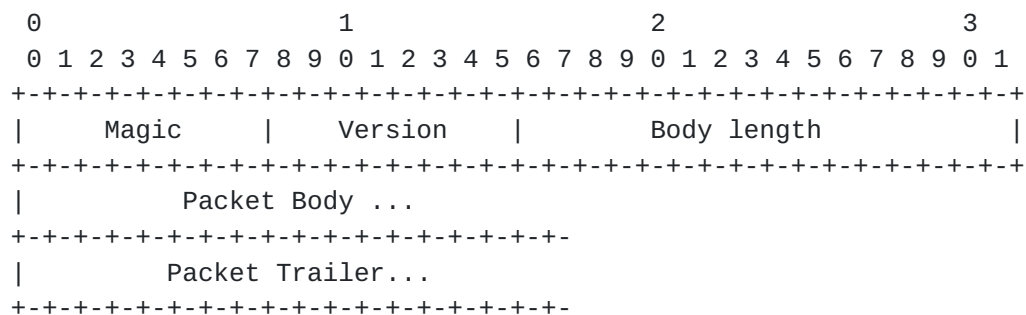 0                   1                   2                   3
 0 1 2 3 4 5 6 7 8 9 0 1 2 3 4 5 6 7 8 9 0 1 2 3 4 5 6 7 8 9 0 1
+-+-+-+-+-+-+-+-+-+-+-+-+-+-+-+-+-+-+-+-+-+-+-+-+-+-+-+-+-+-+-+-+
|     Magic     |    Version    |        Body length            |
+-+-+-+-+-+-+-+-+-+-+-+-+-+-+-+-+-+-+-+-+-+-+-+-+-+-+-+-+-+-+-+-+
|          Packet Body ...
+-+-+-+-+-+-+-+-+-+-+-+-+-+-+-+-+-+-
|         Packet Trailer...
+-+-+-+-+-+-+-+-+-+-+-+-+-+-+-+-+-+-